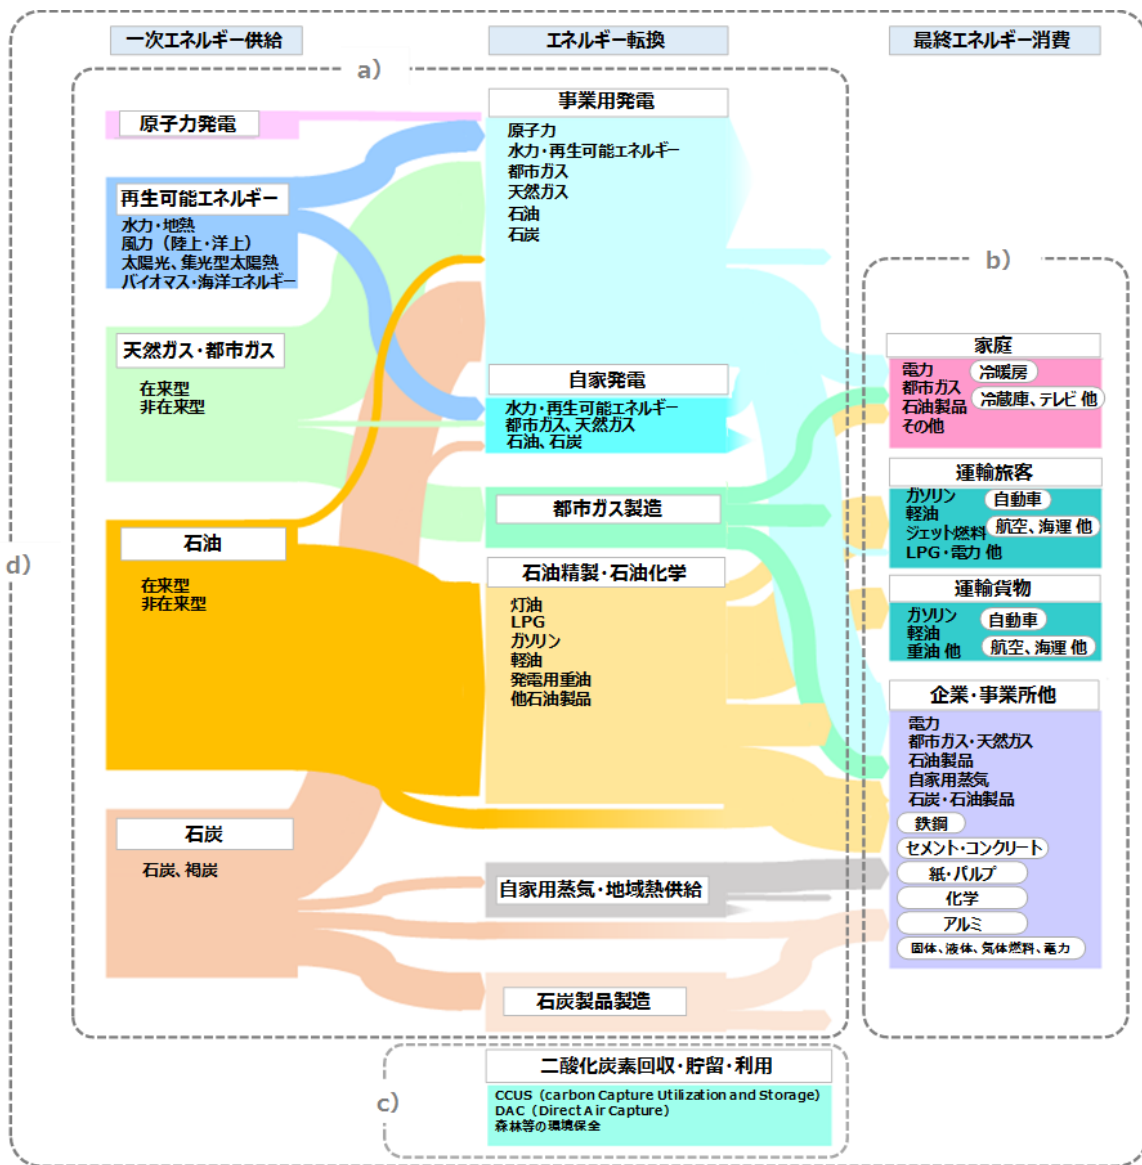 一次エネルギー供給
エネルギー転換
最終エネルギー消費
a)
原子力発電
再生可能エネルギー
水力・地熱
風力（陸上・洋上）
太陽光、集光型太陽熱
バイオマス・海洋エネルギー
天然ガス・都市ガス
在来型
非在来型
石油
在来型
非在来型
石炭
石炭、褐炭
事業用発電
原子力
水力・再生可能エネルギー
都市ガス
天然ガス
石油
石炭
自家発電
水力・再生可能エネルギー
都市ガス、天然ガス
石油、石炭
都市ガス製造
石油精製・石油化学
灯油
LPG
ガソリン
軽油
発電用重油
他石油製品
自家用蒸気・地域熱供給
石炭製品製造
b)
家庭
電力
冷暖房
都市ガス
石油製品
冷蔵庫、テレビ 他
その他
運輸旅客
ガソリン
自動車
軽油
ジェット燃料
航空、海運 他
LPG・電力 他
運輸貨物
ガソリン
自動車
軽油
重油 他
航空、海運 他
企業・事業所他
電力
都市ガス・天然ガス
石油製品
自家用蒸気
石炭・石油製品
鉄鋼
セメント・コンクリート
紙・パルプ
化学
アルミ
固体、液体、気体燃料、電力
c)
二酸化炭素回収・貯留・利用
CCUS（carbon Capture Utilization and Storage）
DAC（Direct Air Capture）
森林等の環境保全
d)